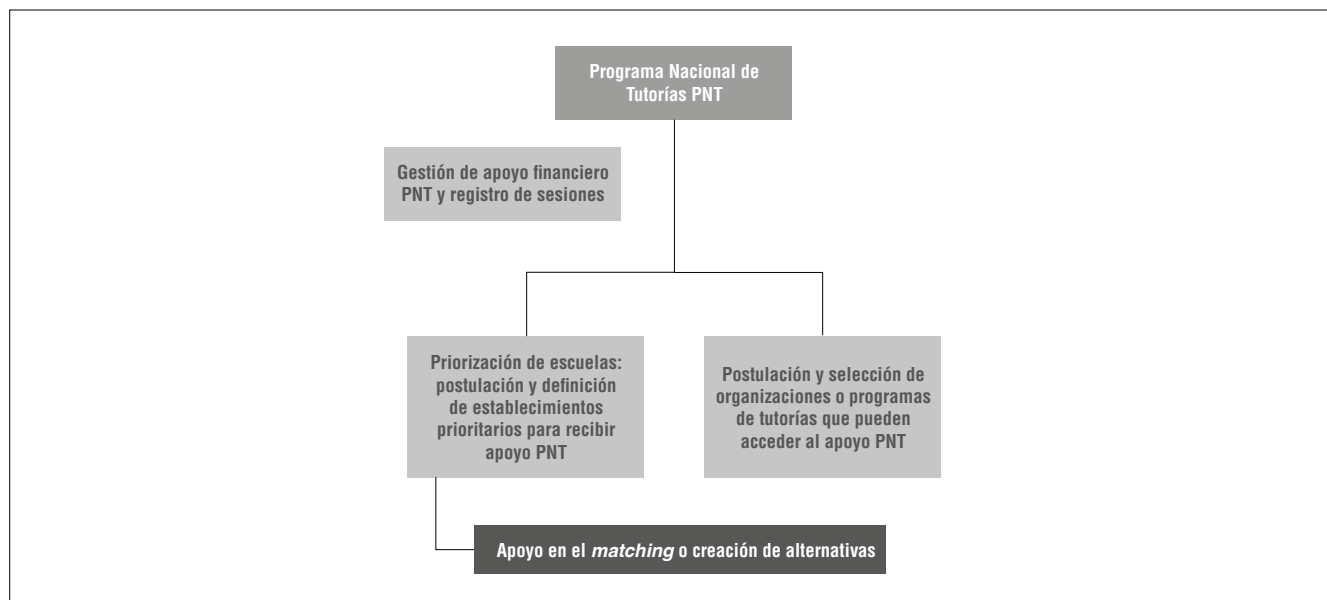 Programa Nacional de
Tutorías PNT
Gestión de apoyo financiero
PNT y registro de sesiones
Priorización de escuelas:
postulación y definición
de establecimientos
prioritarios para recibir
apoyo PNT
Postulación y selección de
organizaciones o programas
de tutorías que pueden
acceder al apoyo PNT
Apoyo en el matching o creación de alternativas